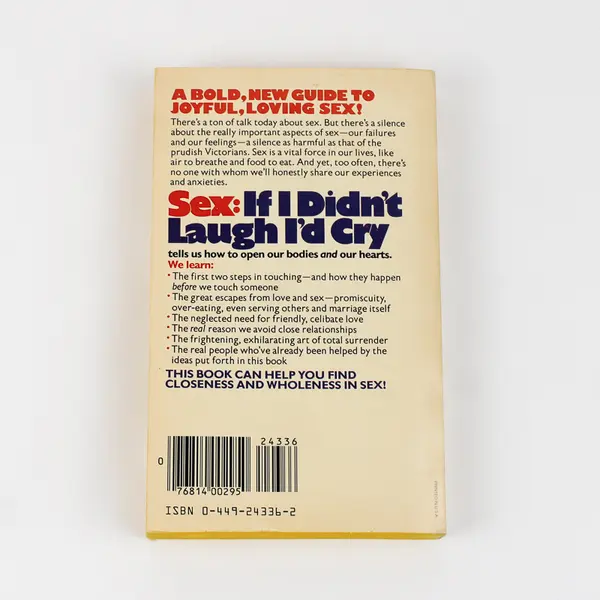 A BOLD, NEW GUIDE TO
JOYFUL, LOVING SEX!
There's a ton of talk today about sex. But there's a silence
about the really important aspects of sex—our failures
and our feelings—a silence as harmful as that of the
prudish Victorians. Sex is a vital force in our lives, like
air to breathe and food to eat. And yet, too often, there's
no one with whom we'll honestly share our experiences
and anxieties.
Sex: If I Didn't
Laugh I'd Cry
tells us how to open our bodies and our hearts.
We learn:
• The first two steps in touching—and how they happen
before we touch someone
• The great escapes from love and sex—promiscuity,
over-eating, even serving others and marriage itself
• The neglected need for friendly, celibate love
• The real reason we avoid close relationships
• The frightening, exhilarating art of total surrender
• The real people who've already been helped by the
ideas put forth in this book
THIS BOOK CAN HELP YOU FIND
CLOSENESS AND WHOLENESS IN SEX!
24336
0
76814 00295
ISBN 0-449-24336-2